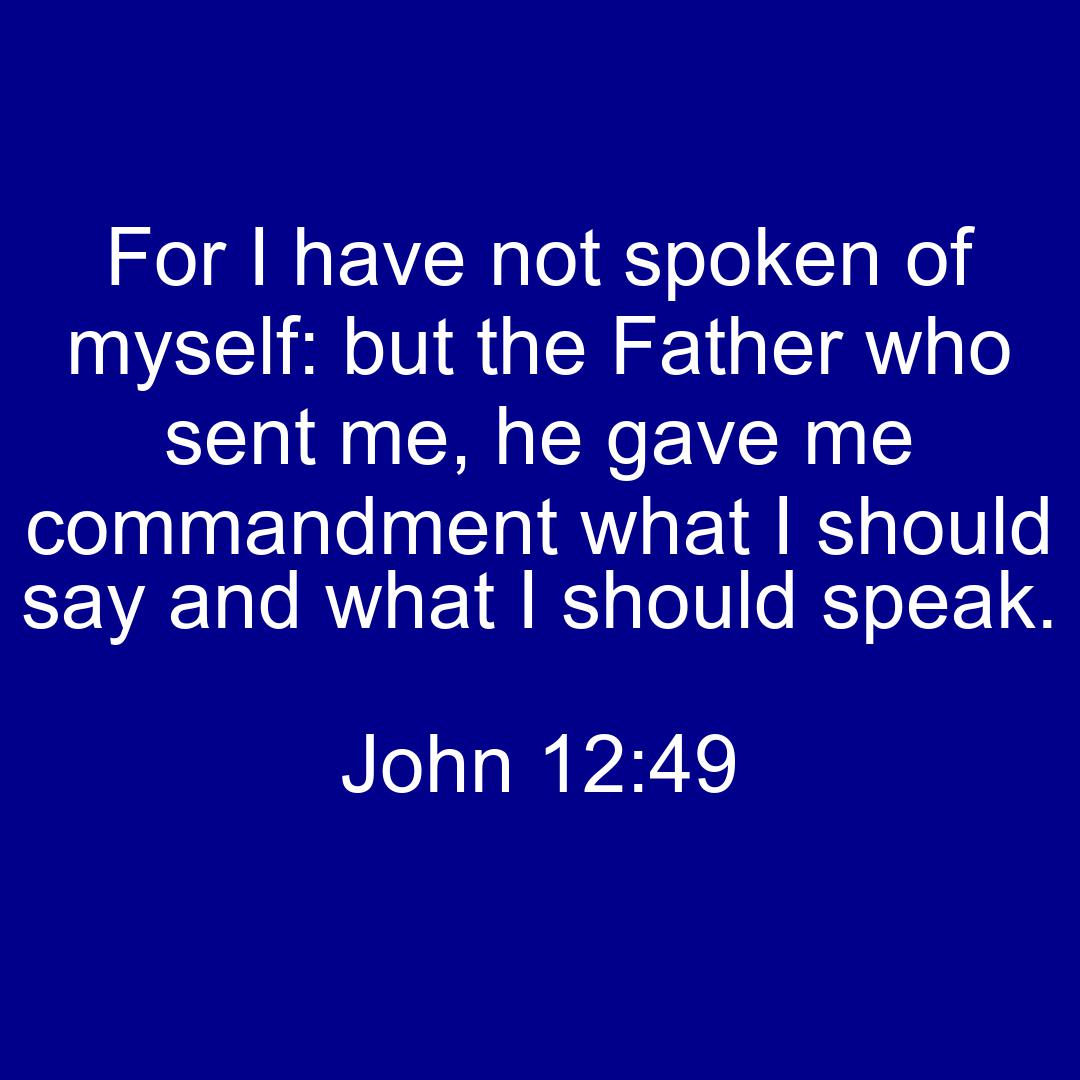 For I have not spoken of
myself: but the Father who
sent me, he gave me
commandment what I should
say and what I should speak.
John 12:49